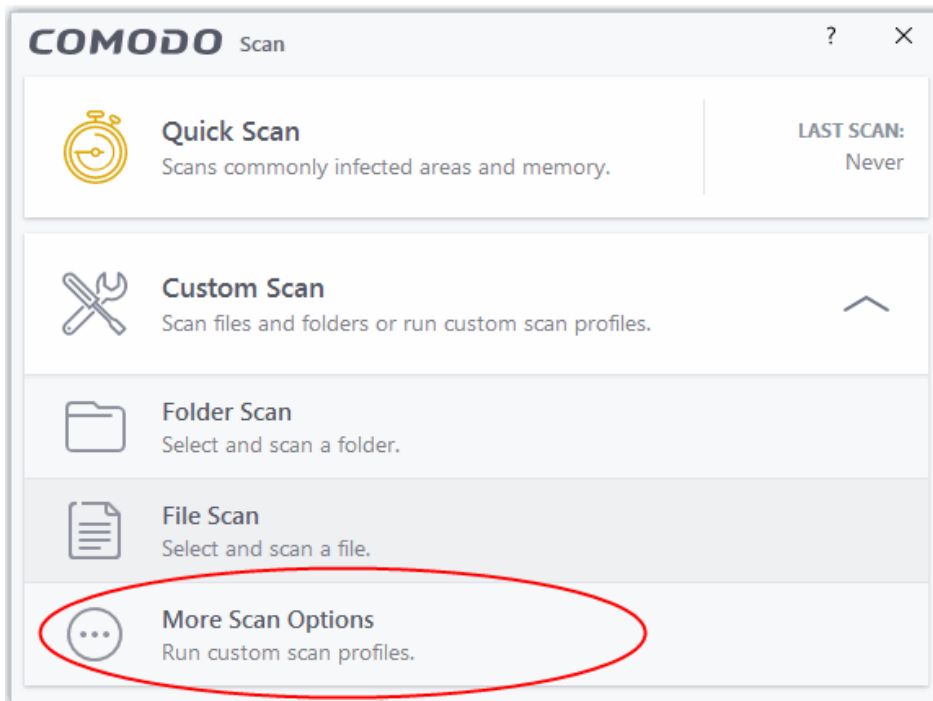 COMODO Scan ?
Quick Scan
Scans commonly infected areas and memory.
LAST SCAN:
Never
Custom Scan
Scan files and folders or run custom scan profiles.
Folder Scan
Select and scan a folder.
File Scan
Select and scan a file.
More Scan Options
Run custom scan profiles.